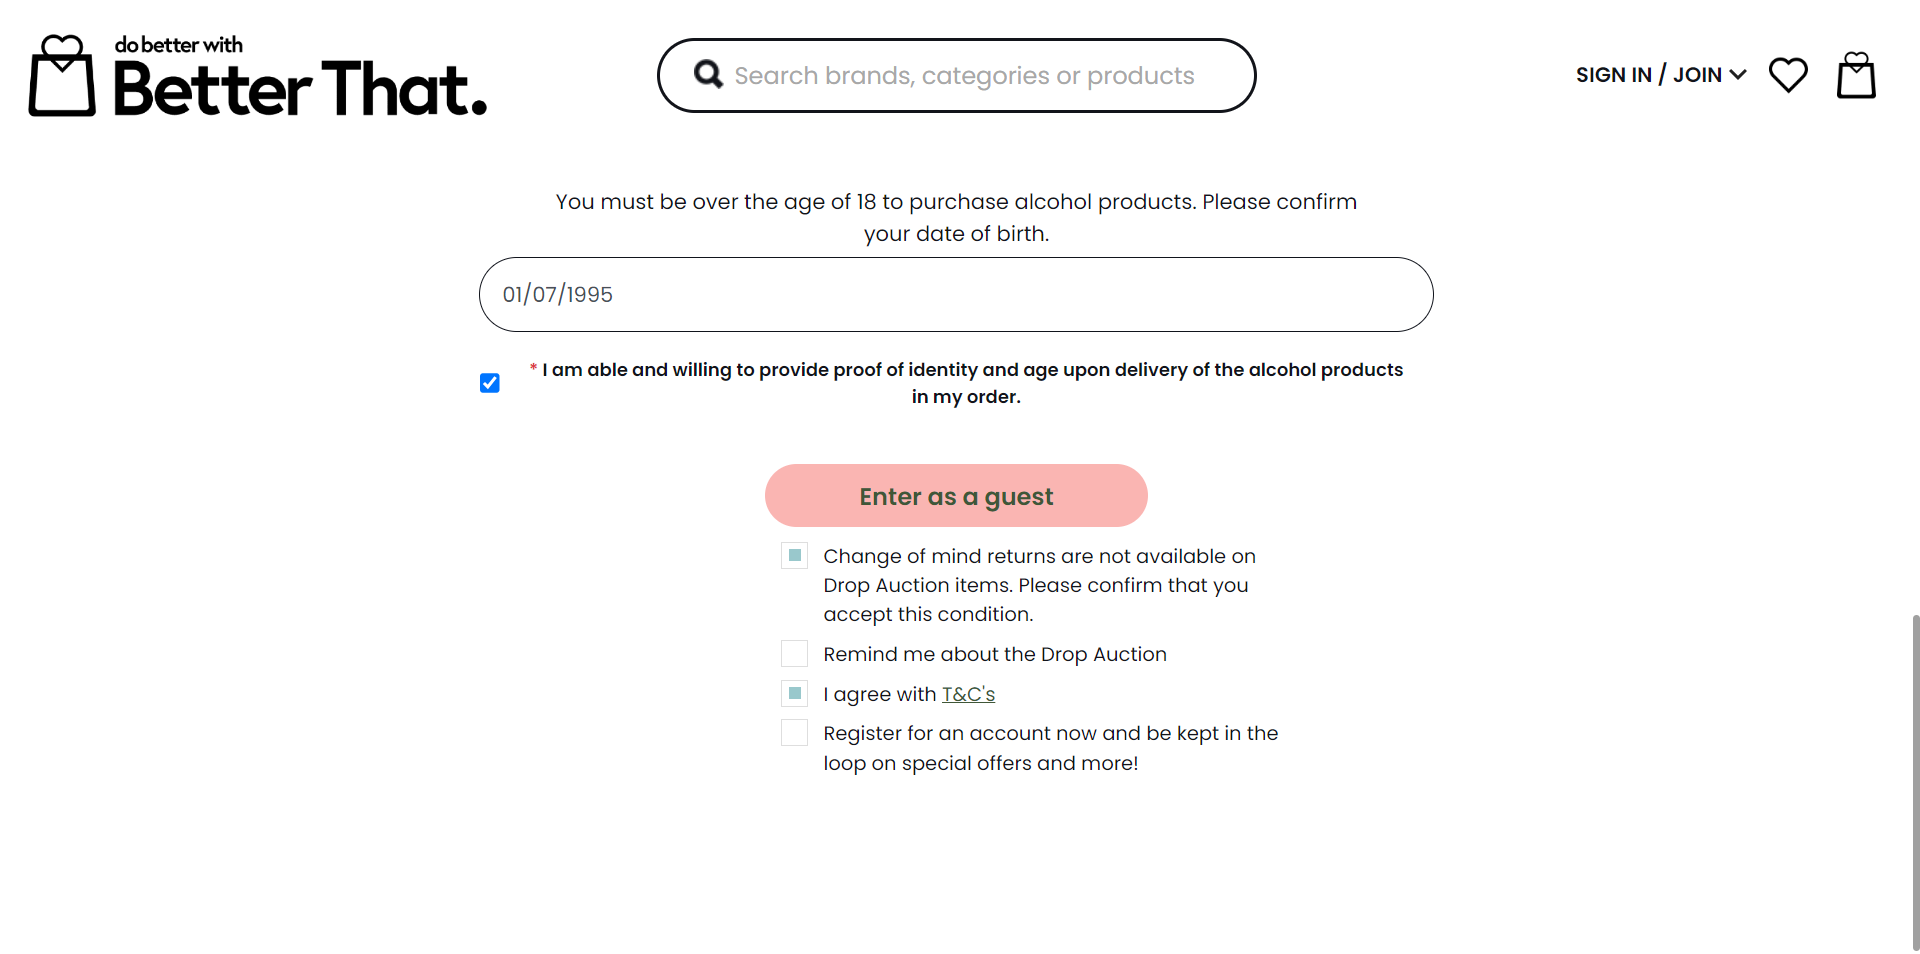 do better with
Better That.
Search brands, categories or products
SIGN IN / JOIN
You must be over the age of 18 to purchase alcohol products. Please confirm
your date of birth.
01/07/1995
* I am able and willing to provide proof of identity and age upon delivery of the alcohol products
in my order.
Enter as a guest
Change of mind returns are not available on
Drop Auction items. Please confirm that you
accept this condition.
Remind me about the Drop Auction
I agree with T&C's
Register for an account now and be kept in the
loop on special offers and more!